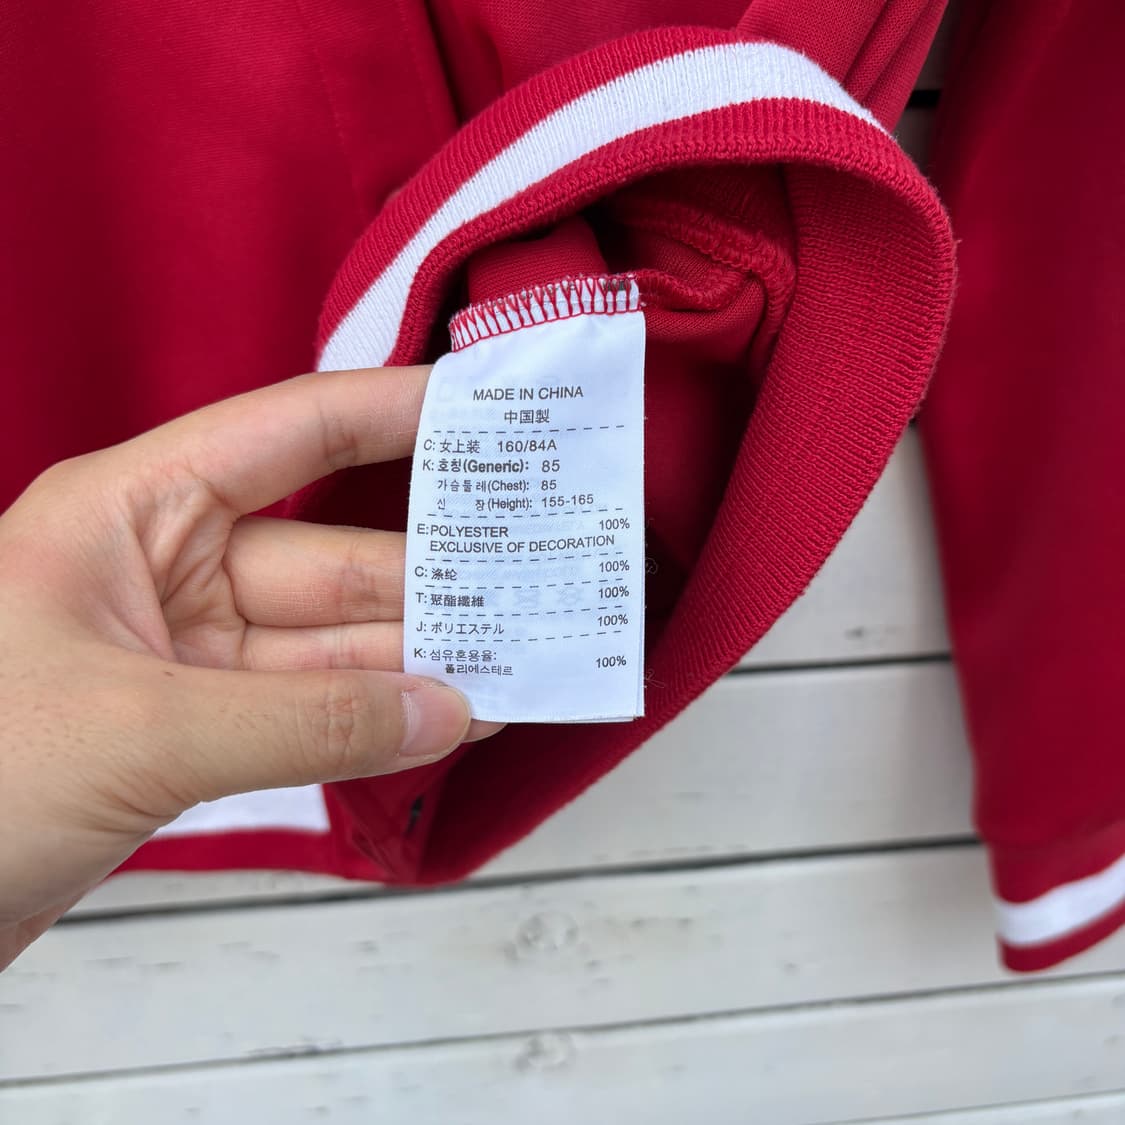 MADE IN CHINA
中国製
C: 女上装 160/84A
K: 호칭(Generic): 85
가슴둘레(Chest): 85
신 장(Height): 155-165
E: POLYESTER 100%
EXCLUSIVE OF DECORATION
C: 涤纶 100%
T: 聚酯纖維 100%
J: ポリエステル 100%
K: 섬유혼용율:
폴리에스테르 100%